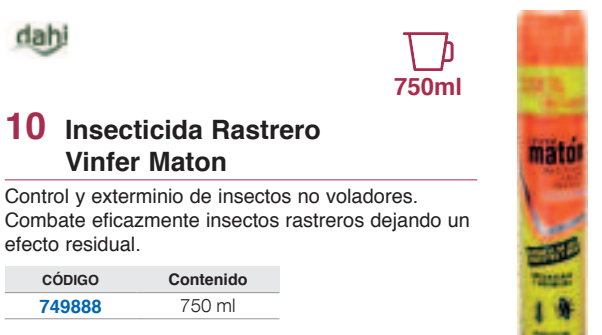 dahi
750ml
10 Insecticida Rastrero
Vinfer Maton
Control y exterminio de insectos no voladores.
Combate eficazmente insectos rastreros dejando un
efecto residual.
CÓDIGO Contenido
749888 750 ml
matón